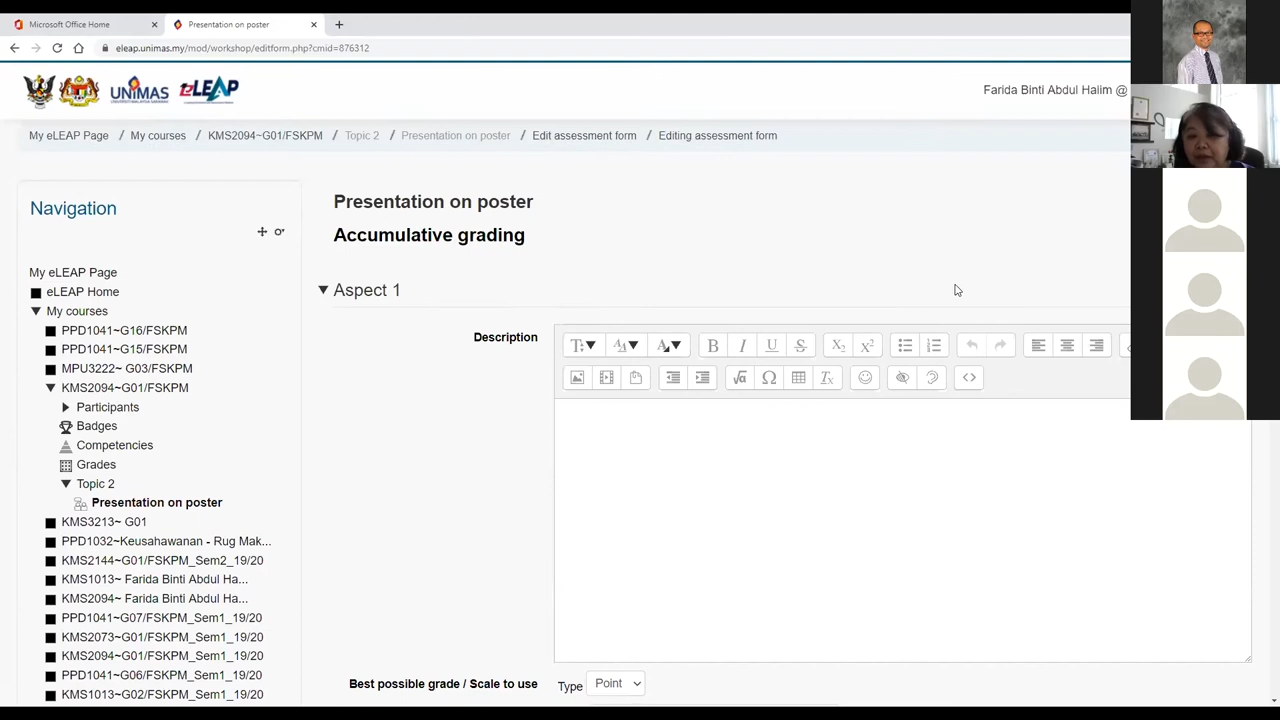 Microsoft Office Home
Presentation on poster
eleap.unimas.my/mod/workshop/editform.php?cmid=876312
UNIMAS
eLEAP
Farida Binti Abdul Halim @
My eLEAP Page / My courses / KMS2094~G01/FSKPM / Topic 2 / Presentation on poster / Edit assessment form / Editing assessment form
Navigation
My eLEAP Page
eLEAP Home
My courses
PPD1041~G16/FSKPM
PPD1041~G15/FSKPM
MPU3222~ G03/FSKPM
KMS2094~G01/FSKPM
Participants
Badges
Competencies
Grades
Topic 2
Presentation on poster
KMS3213~ G01
PPD1032~Keusahawanan - Rug Mak...
KMS2144~G01/FSKPM_Sem2_19/20
KMS1013~ Farida Binti Abdul Ha...
KMS2094~ Farida Binti Abdul Ha...
PPD1041~G07/FSKPM_Sem1_19/20
KMS2073~G01/FSKPM_Sem1_19/20
KMS2094~G01/FSKPM_Sem1_19/20
PPD1041~G06/FSKPM_Sem1_19/20
KMS1013~G02/FSKPM_Sem1_19/20
Presentation on poster
Accumulative grading
Aspect 1
Description
Best possible grade / Scale to use
Type Point